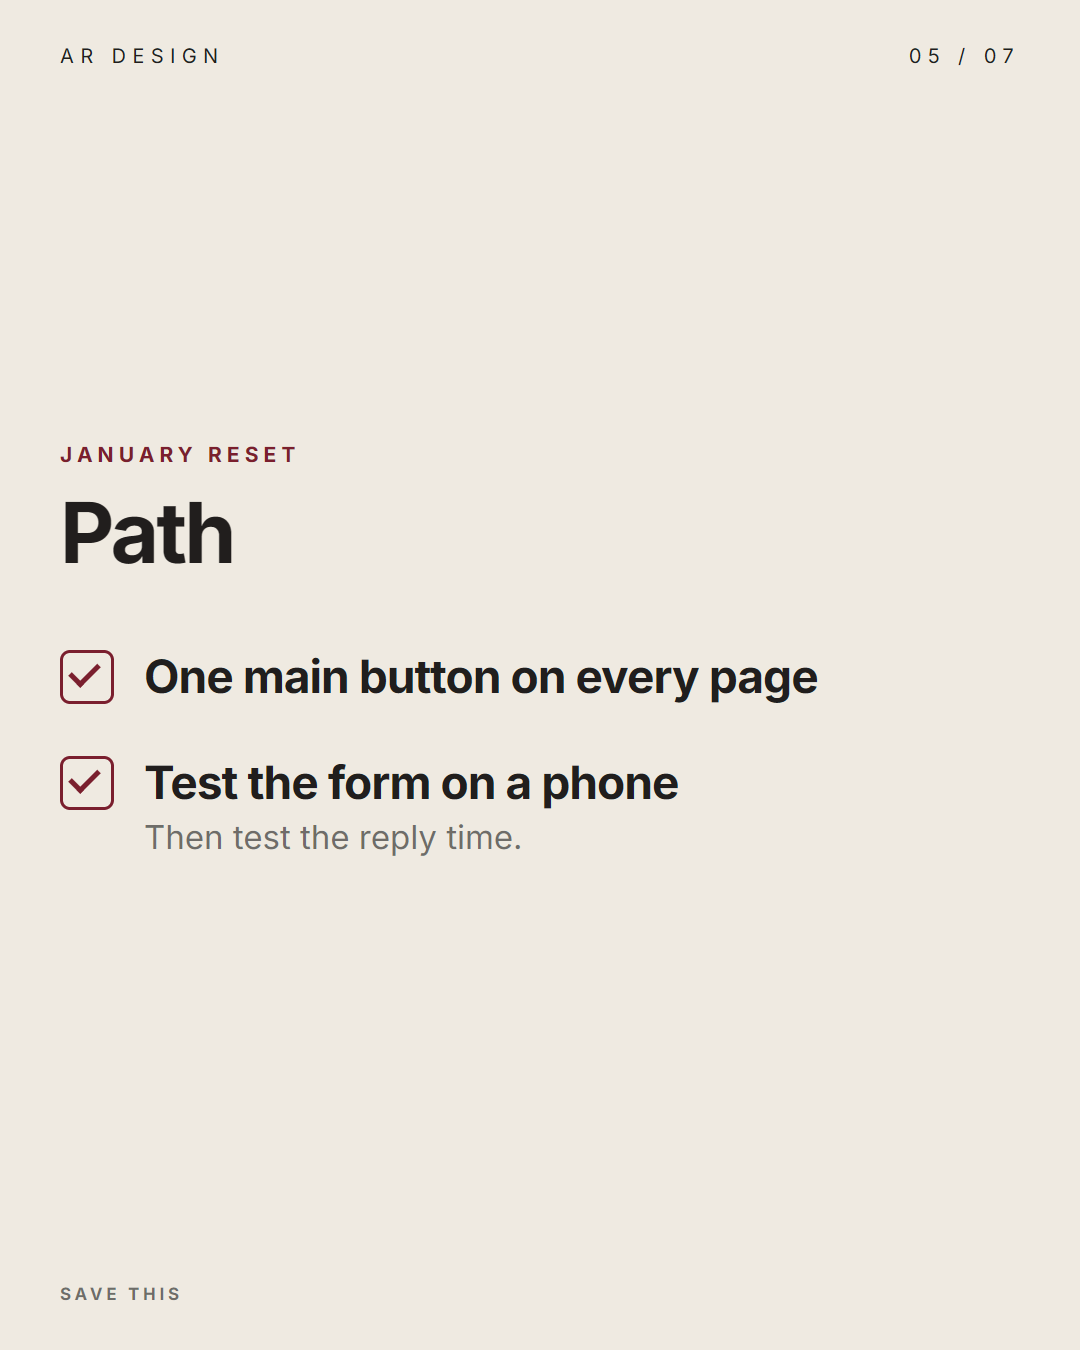 AR DESIGN
05 / 07
JANUARY RESET
Path
One main button on every page
Test the form on a phone
Then test the reply time.
SAVE THIS